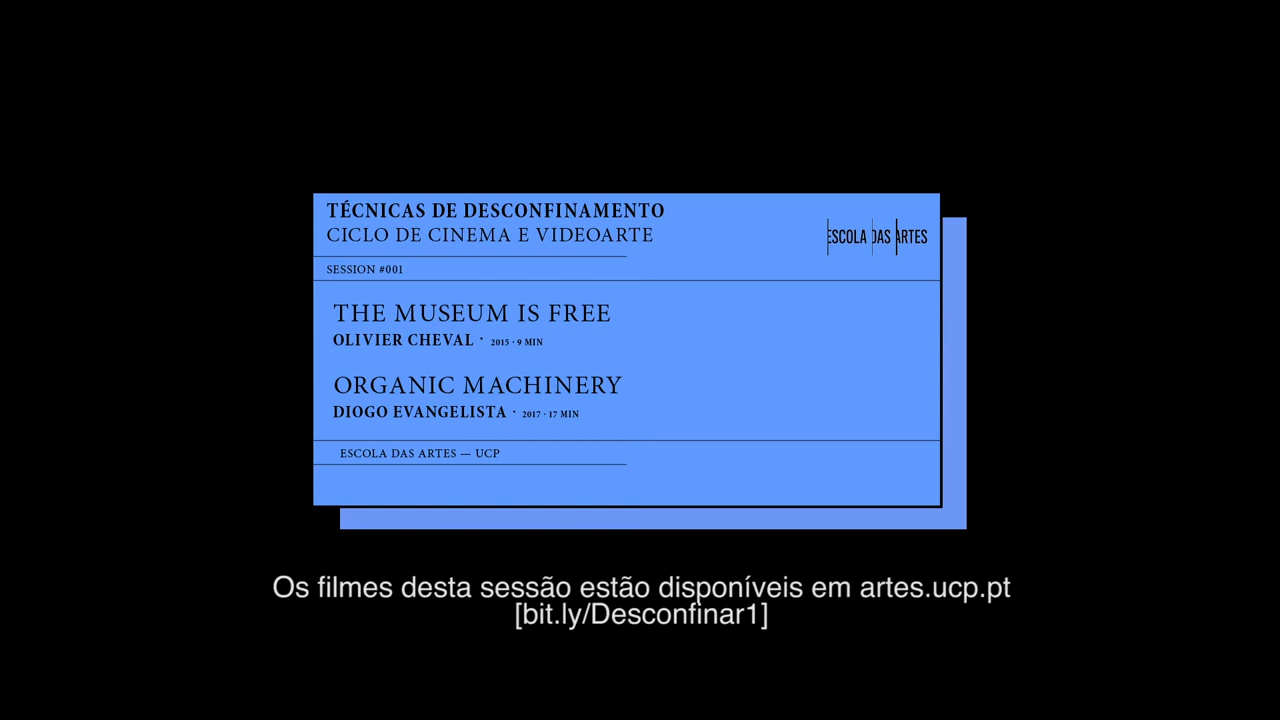 TÉCNICAS DE DESCONFINAMENTO
CICLO DE CINEMA E VIDEOARTE
ESCOLA DAS ARTES
SESSION #001
THE MUSEUM IS FREE
OLIVIER CHEVAL · 2015 · 9 MIN
ORGANIC MACHINERY
DIOGO EVANGELISTA · 2017 · 17 MIN
ESCOLA DAS ARTES — UCP
Os filmes desta sessão estão disponíveis em artes.ucp.pt
[bit.ly/Desconfinar1]